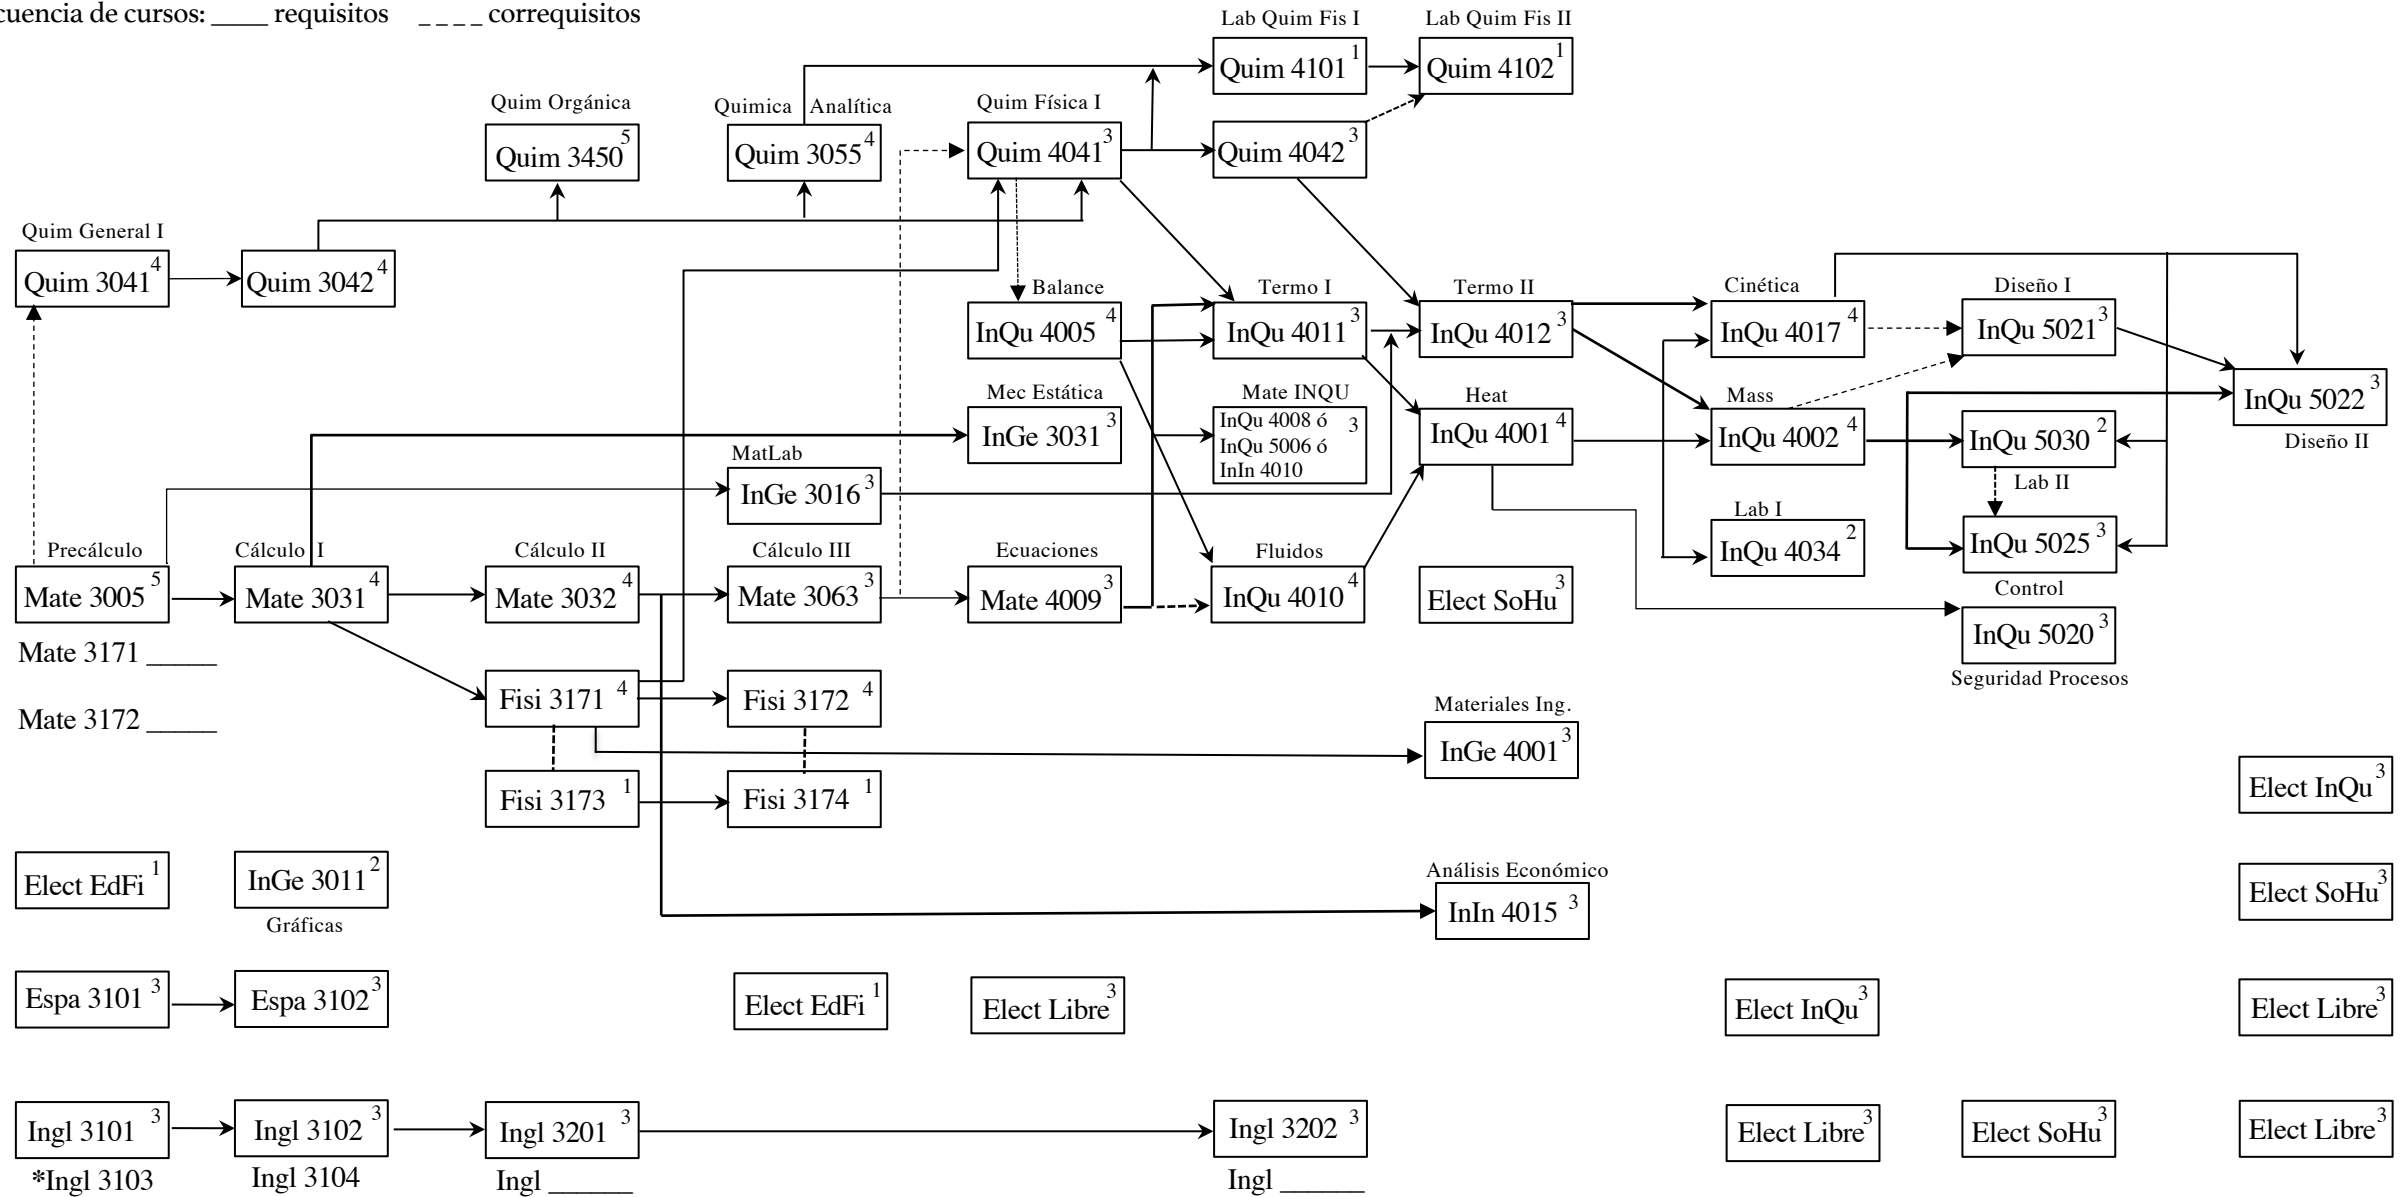 cuencia de cursos: ____ requisitos _ _ _ _ correquisitos
Lab Quim Fis I
Lab Quim Fis II
Quim 4101 1
Quim 4102 1
Quim Orgánica
Quimica Analítica
Quim Física I
Quim 3450 5
Quim 3055 4
Quim 4041 3
Quim 4042 3
Quim General I
Quim 3041 4
Quim 3042 4
Balance
Termo I
Termo II
Cinética
Diseño I
InQu 4005 4
InQu 4011 3
InQu 4012 3
InQu 4017 4
InQu 5021 3
InQu 5022 3
Diseño II
Mec Estática
Mate INQU
Heat
Mass
InGe 3031 3
InQu 4008 ó 3
InQu 5006 ó
InIn 4010
InQu 4001 4
InQu 4002 4
InQu 5030 2
Lab II
MatLab
InGe 3016 3
Lab I
InQu 4034 2
InQu 5025 3
Control
Precálculo
Cálculo I
Cálculo II
Cálculo III
Ecuaciones
Fluidos
Mate 3005 5
Mate 3031 4
Mate 3032 4
Mate 3063 3
Mate 4009 3
InQu 4010 4
Elect SoHu 3
InQu 5020 3
Seguridad Procesos
Mate 3171 _____
Mate 3172 _____
Fisi 3171 4
Fisi 3172 4
Materiales Ing.
InGe 4001 3
Fisi 3173 1
Fisi 3174 1
Elect InQu 3
Elect EdFi 1
InGe 3011 2
Gráficas
Análisis Económico
InIn 4015 3
Elect SoHu 3
Espa 3101 3
Espa 3102 3
Elect EdFi 1
Elect Libre 3
Elect InQu 3
Elect Libre 3
Ingl 3101 3
Ingl 3102 3
Ingl 3201 3
Ingl 3202 3
Elect Libre 3
Elect SoHu 3
Elect Libre 3
*Ingl 3103
Ingl 3104
Ingl ______
Ingl ______